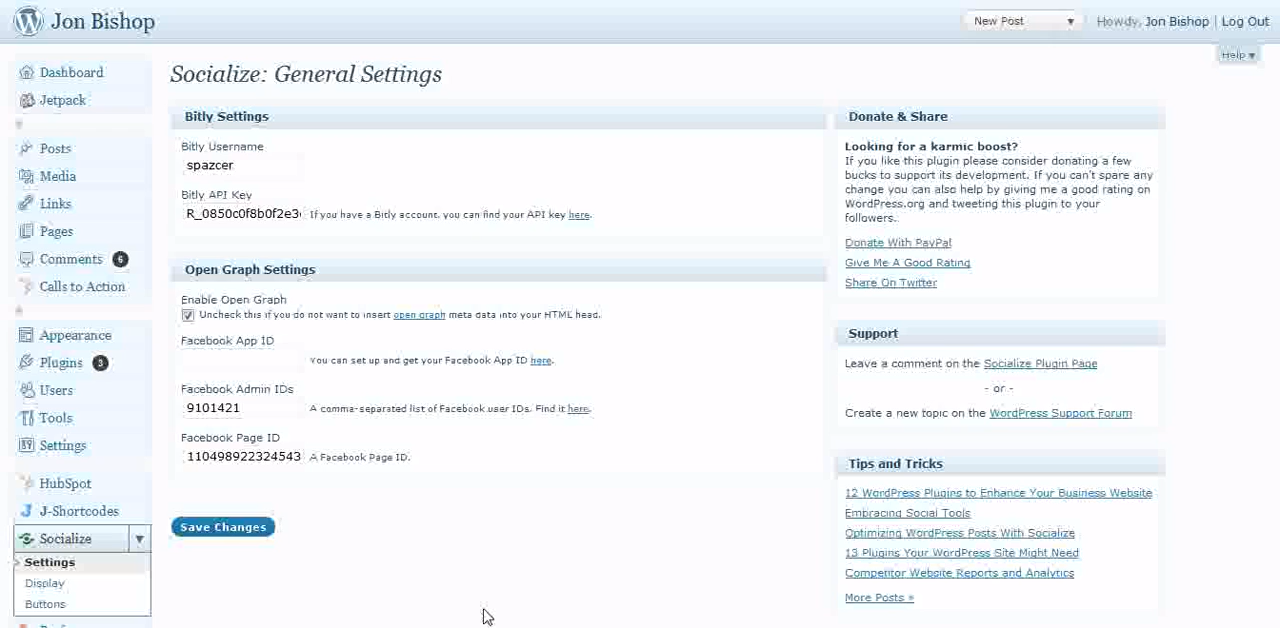 Jon Bishop
New Post
Howdy, Jon Bishop | Log Out
Help
Dashboard
Jetpack
Posts
Media
Links
Pages
Comments 6
Calls to Action
Appearance
Plugins 3
Users
Tools
Settings
HubSpot
J-Shortcodes
Socialize
Settings
Display
Buttons
Socialize: General Settings
Bitly Settings
Bitly Username
spazcer
Bitly API Key
R_0850c0f8b0f2e3 If you have a Bitly account, you can find your API key here.
Open Graph Settings
Enable Open Graph
Uncheck this if you do not want to insert open graph meta data into your HTML head.
Facebook App ID
You can set up and get your Facebook App ID here.
Facebook Admin IDs
9101421 A comma-separated list of Facebook user IDs. Find it here.
Facebook Page ID
110498922324543 A Facebook Page ID.
Save Changes
Donate & Share
Looking for a karmic boost?
If you like this plugin please consider donating a few
bucks to support its development. If you can't spare any
change you can also help by giving me a good rating on
WordPress.org and tweeting this plugin to your
followers.
Donate With PayPal
Give Me A Good Rating
Share On Twitter
Support
Leave a comment on the Socialize Plugin Page
- or -
Create a new topic on the WordPress Support Forum
Tips and Tricks
12 WordPress Plugins to Enhance Your Business Website
Embracing Social Tools
Optimizing WordPress Posts With Socialize
13 Plugins Your WordPress Site Might Need
Competitor Website Reports and Analytics
More Posts »